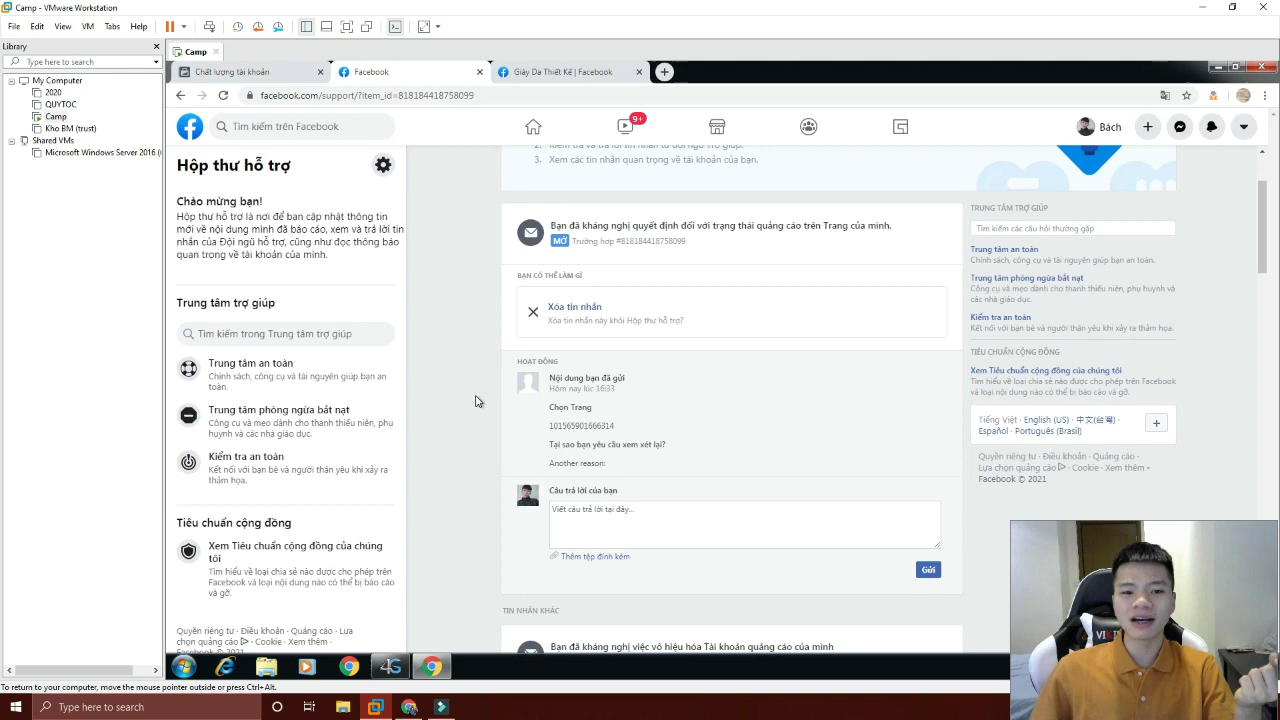 Camp - VMware Workstation
File Edit View VM Tabs Help
Library
Type here to search
My Computer
2020
QUYTOC
Camp
Kho BM (trust)
Shared VMs
Microsoft Windows Server 2016 (
Camp
Chất lượng tài khoản
Facebook
Giày Da Thiết Kế | Facebook
facebook.com/support/?item_id=818184418758099
Tìm kiếm trên Facebook
9+
Bách
Hộp thư hỗ trợ
Chào mừng bạn!
Hộp thư hỗ trợ là nơi để bạn cập nhật thông tin
mới về nội dung mình đã báo cáo, xem và trả lời tin
nhắn của Đội ngũ hỗ trợ, cũng như đọc thông báo
quan trọng về tài khoản của mình.
Trung tâm trợ giúp
Tìm kiếm trong Trung tâm trợ giúp
Trung tâm an toàn
Chính sách, công cụ và tài nguyên giúp bạn an
toàn.
Trung tâm phòng ngừa bắt nạt
Công cụ và mẹo dành cho thanh thiếu niên, phụ
huynh và các nhà giáo dục.
Kiểm tra an toàn
Kết nối với bạn bè và người thân yêu khi xảy ra
thảm họa.
Tiêu chuẩn cộng đồng
Xem Tiêu chuẩn cộng đồng của chúng
tôi
Tìm hiểu về loại chia sẻ nào được cho phép trên
Facebook và loại nội dung nào có thể bị báo cáo
và gỡ.
Quyền riêng tư · Điều khoản · Quảng cáo · Lựa
chọn quảng cáo · Cookie · Xem thêm ·
Facebook © 2021
2. Kiểm tra và trả lời tin nhắn từ đội ngũ Trợ giúp.
3. Xem các tin nhắn quan trọng về tài khoản của bạn.
Bạn đã kháng nghị quyết định đối với trạng thái quảng cáo trên Trang của mình.
MỞ Trường hợp #818184418758099
BẠN CÓ THỂ LÀM GÌ
Xóa tin nhắn
Xóa tin nhắn này khỏi Hộp thư hỗ trợ?
HOẠT ĐỘNG
Nội dung bạn đã gửi
Hôm nay lúc 16:33
Chọn Trang
101565901666314
Tại sao bạn yêu cầu xem xét lại?
Another reason:
Câu trả lời của bạn
Viết câu trả lời tại đây...
Thêm tệp đính kèm
Gửi
TIN NHẮN KHÁC
Bạn đã kháng nghị việc vô hiệu hóa Tài khoản quảng cáo của mình
TRUNG TÂM TRỢ GIÚP
Tìm kiếm các câu hỏi thường gặp
Trung tâm an toàn
Chính sách, công cụ và tài nguyên giúp bạn an toàn.
Trung tâm phòng ngừa bắt nạt
Công cụ và mẹo dành cho thanh thiếu niên, phụ huynh và
các nhà giáo dục.
Kiểm tra an toàn
Kết nối với bạn bè và người thân yêu khi xảy ra thảm họa.
TIÊU CHUẨN CỘNG ĐỒNG
Xem Tiêu chuẩn cộng đồng của chúng tôi
Tìm hiểu về loại chia sẻ nào được cho phép trên Facebook
và loại nội dung nào có thể bị báo cáo và gỡ.
Tiếng Việt · English (US) · 中文(台灣) ·
Español · Português (Brasil)
Quyền riêng tư · Điều khoản · Quảng cáo ·
Lựa chọn quảng cáo · Cookie · Xem thêm
Facebook © 2021
4G
To return to your computer, move the mouse pointer outside or press Ctrl+Alt.
Type here to search